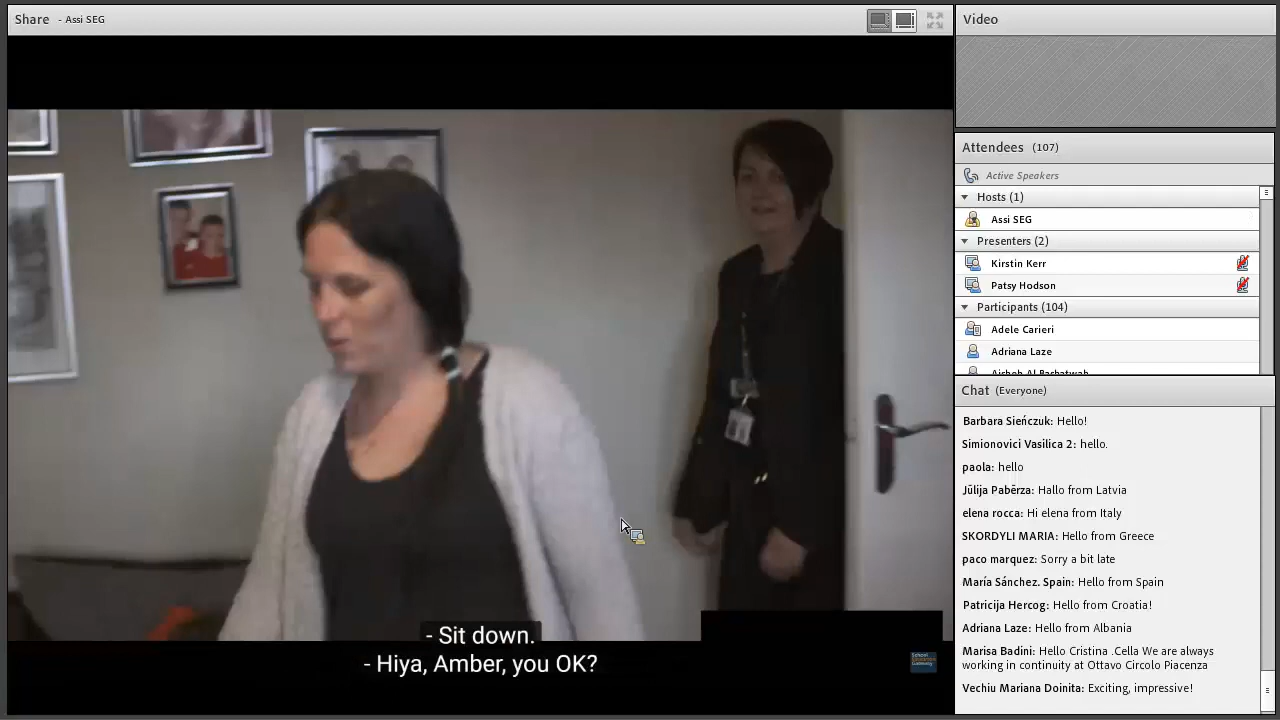 Share - Assi SEG
- Sit down.
- Hiya, Amber, you OK?
Video
Attendees (107)
Active Speakers
Hosts (1)
Assi SEG
Presenters (2)
Kirstin Kerr
Patsy Hodson
Participants (104)
Adele Carieri
Adriana Laze
Chat (Everyone)
Barbara Sieńczuk: Hello!
Simionovici Vasilica 2: hello.
paola: hello
Jūlija Pabērza: Hallo from Latvia
elena rocca: Hi elena from Italy
SKORDYLI MARIA: Hello from Greece
paco marquez: Sorry a bit late
María Sánchez. Spain: Hello from Spain
Patricija Hercog: Hello from Croatia!
Adriana Laze: Hello from Albania
Marisa Badini: Hello Cristina .Cella We are always
working in continuity at Ottavo Circolo Piacenza
Vechiu Mariana Doinita: Exciting, impressive!